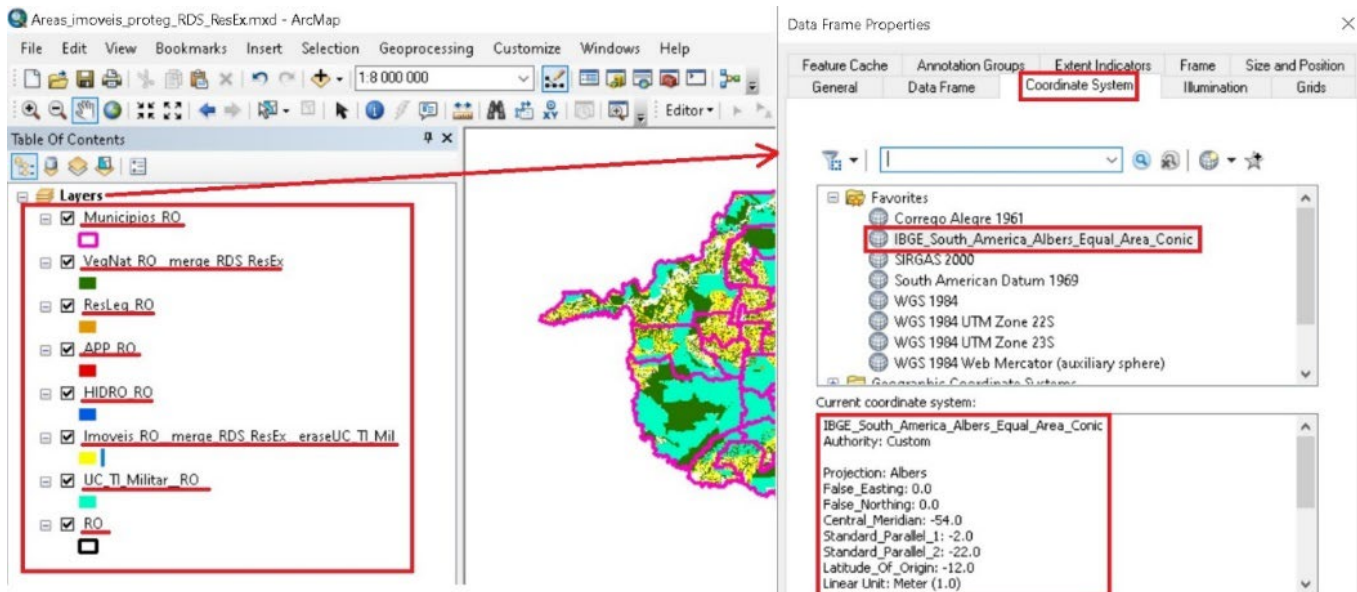 Areas_imoveis_proteg_RDS_ResEx.mxd - ArcMap
File Edit View Bookmarks Insert Selection Geoprocessing Customize Windows Help
1:8 000 000
Editor
Table Of Contents
Layers
Municipios_RO
VegNat_RO__merge_RDS_ResEx
ResLeg_RO
APP_RO
HIDRO_RO
Imoveis_RO__merge_RDS_ResEx__eraseUC_TI_Mil
UC_TI_Militar__RO
RO
Data Frame Properties
Feature Cache Annotation Groups Extent Indicators Frame Size and Position
General Data Frame Coordinate System Illumination Grids
Favorites
Corrego Alegre 1961
IBGE_South_America_Albers_Equal_Area_Conic
SIRGAS 2000
South American Datum 1969
WGS 1984
WGS 1984 UTM Zone 22S
WGS 1984 UTM Zone 23S
WGS 1984 Web Mercator (auxiliary sphere)
Geographic Coordinate Systems
Current coordinate system:
IBGE_South_America_Albers_Equal_Area_Conic
Authority: Custom
Projection: Albers
False_Easting: 0.0
False_Northing: 0.0
Central_Meridian: -54.0
Standard_Parallel_1: -2.0
Standard_Parallel_2: -22.0
Latitude_Of_Origin: -12.0
Linear Unit: Meter (1.0)